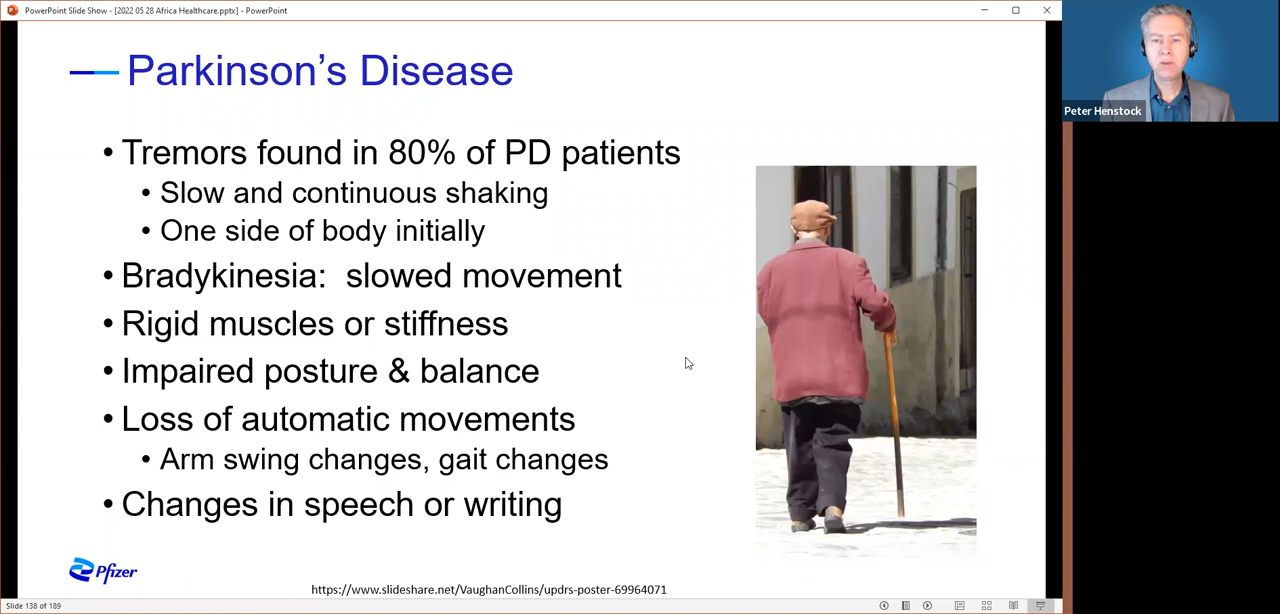 PowerPoint Slide Show - [2022 05 28 Africa Healthcare.pptx] - PowerPoint
Parkinson’s Disease
• Tremors found in 80% of PD patients
• Slow and continuous shaking
• One side of body initially
• Bradykinesia:  slowed movement
• Rigid muscles or stiffness
• Impaired posture & balance
• Loss of automatic movements
• Arm swing changes, gait changes
• Changes in speech or writing
Pfizer
https://www.slideshare.net/VaughanCollins/updrs-poster-69964071
Slide 138 of 189
Peter Henstock